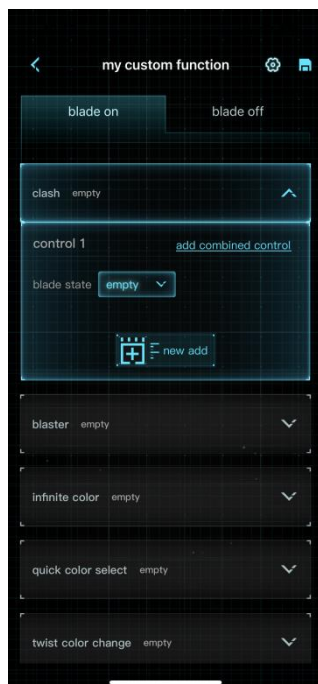 my custom function
blade on blade off
clash empty
control 1 add combined control
blade state empty
new add
blaster empty
infinite color empty
quick color select empty
twist color change empty